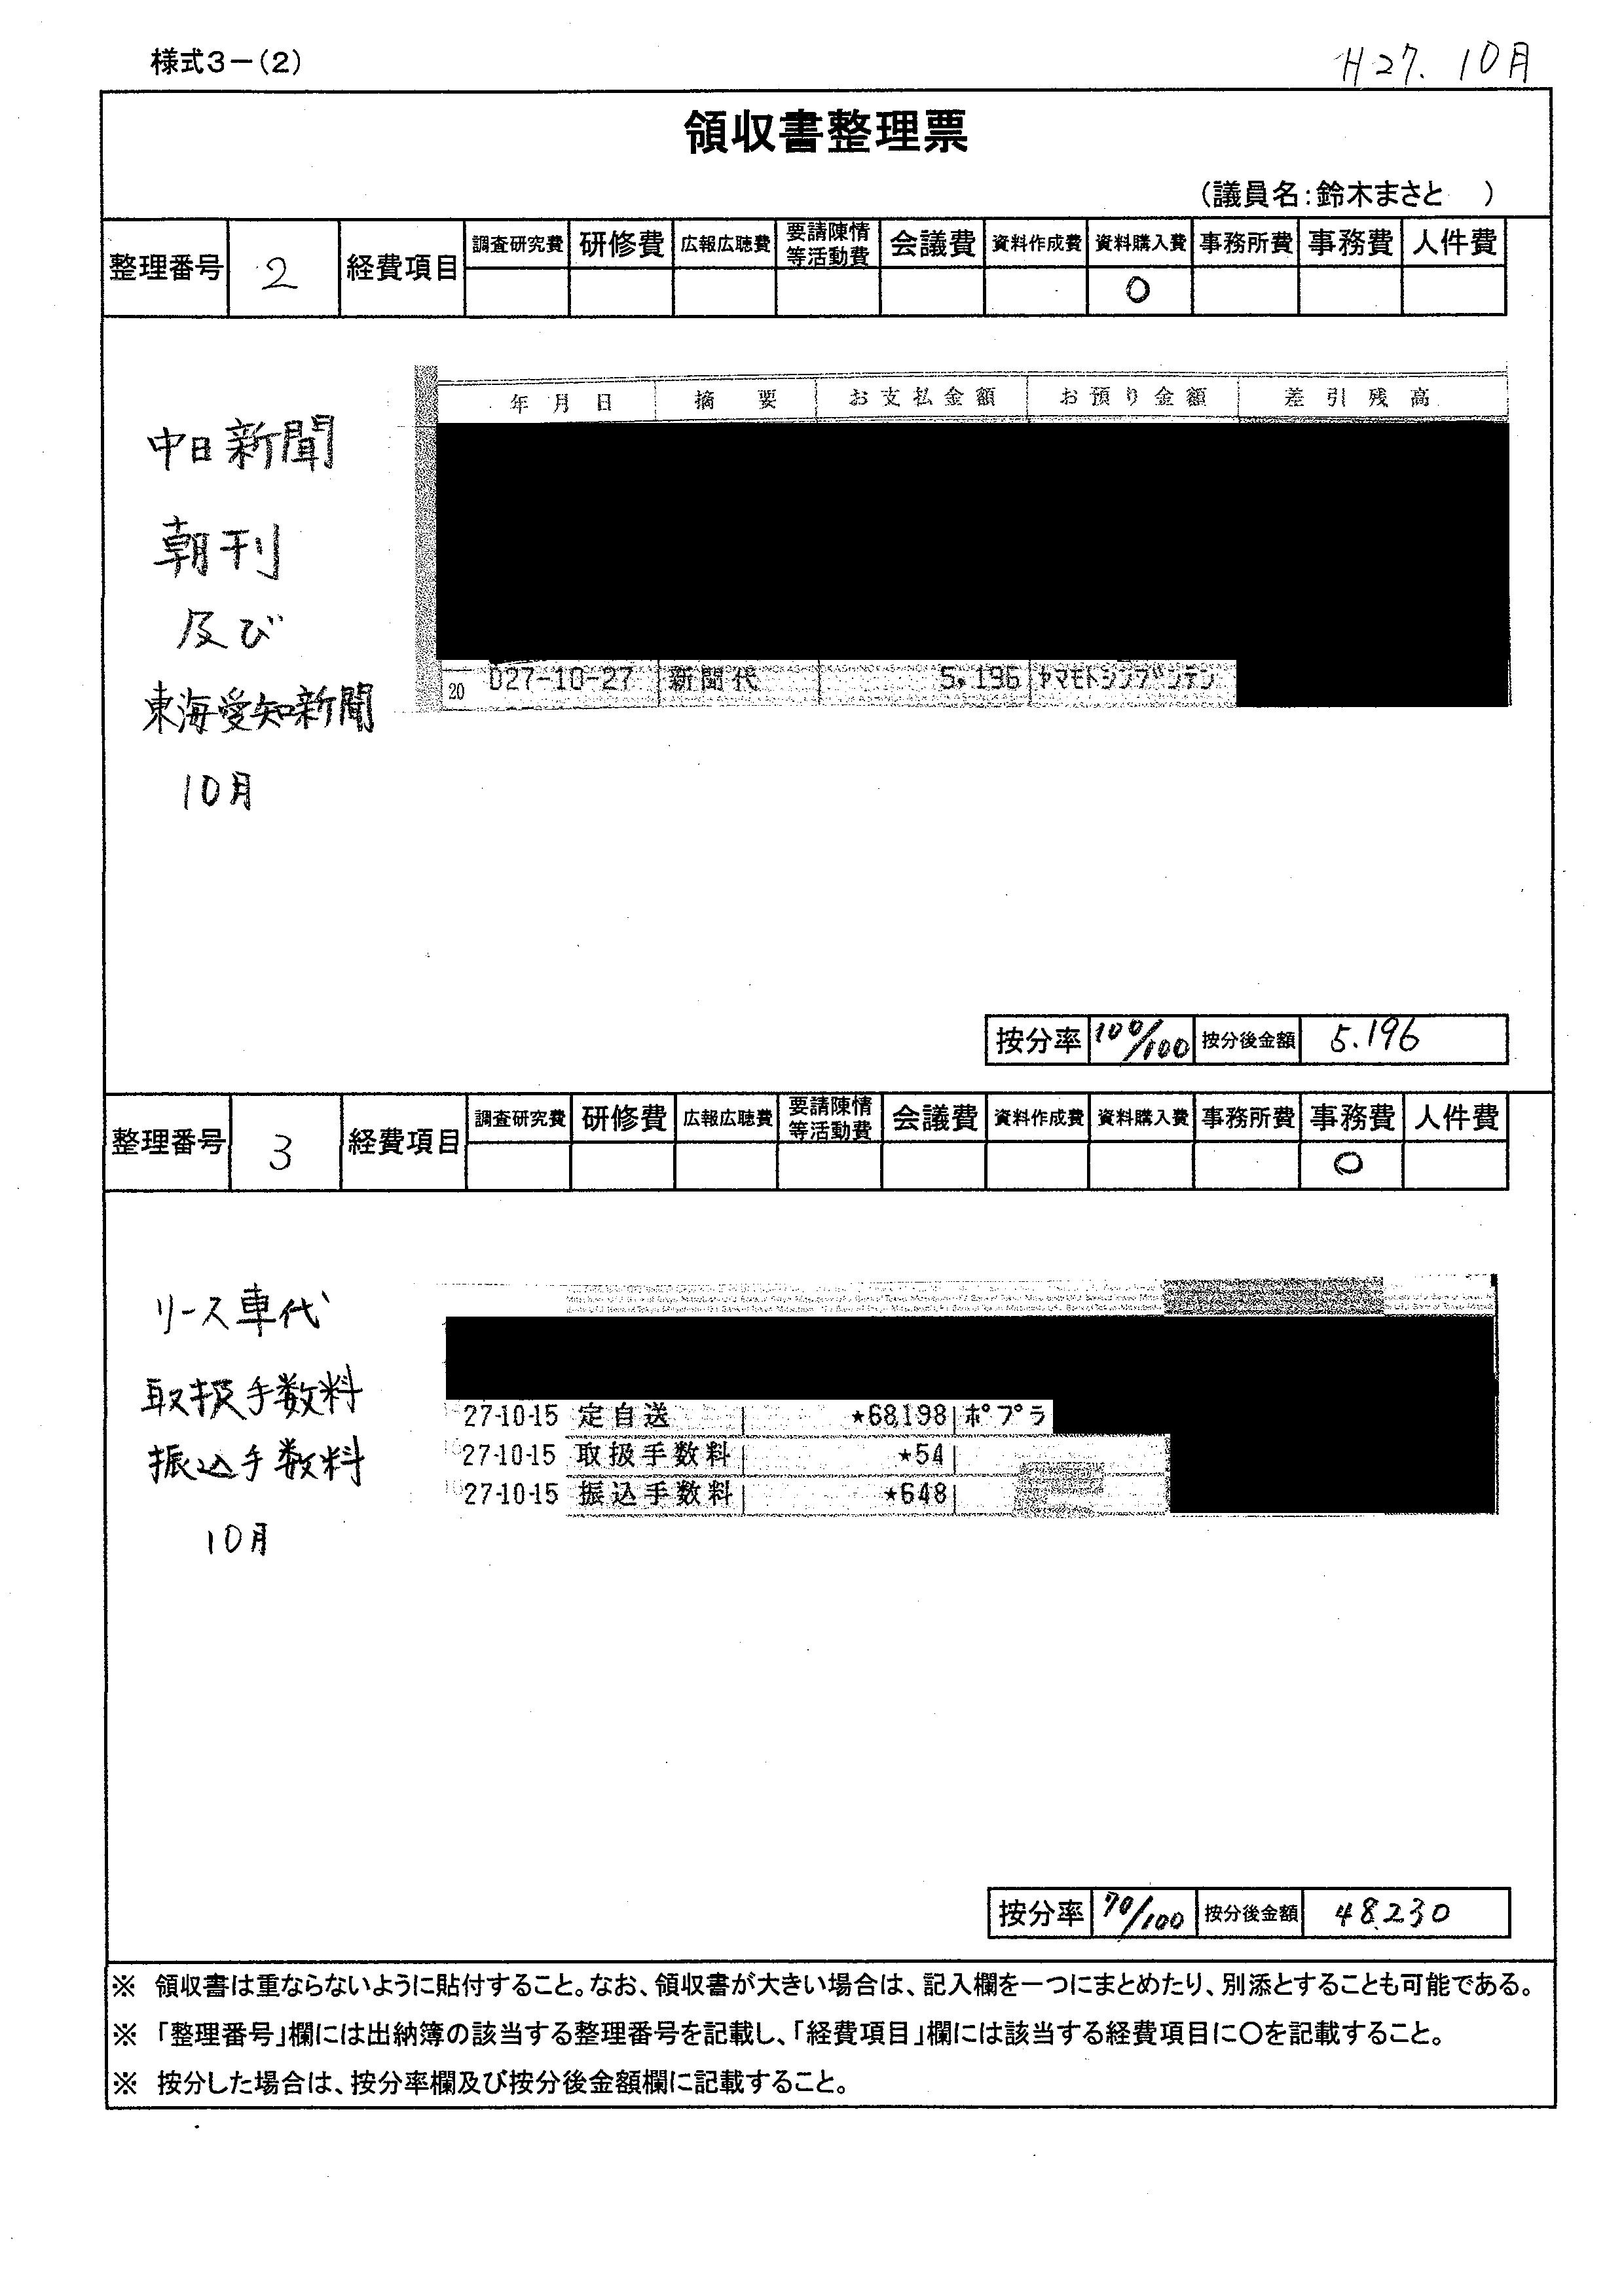 様式3－(2)
H27. 10月
領収書整理票
(議員名:鈴木まさと )
整理番号 2 経費項目 調査研究費 研修費 広報広聴費 要請陳情等活動費 会議費 資料作成費 資料購入費 事務所費 事務費 人件費
○
年月日 摘要 お支払金額 お預り金額 差引残高
中日新聞
朝刊
及び
東海愛知新聞
10月
20 027-10-27 新聞代 5,196 ヤマモトシンブンテン
按分率 100/100 按分後金額 5.196
整理番号 3 経費項目 調査研究費 研修費 広報広聴費 要請陳情等活動費 会議費 資料作成費 資料購入費 事務所費 事務費 人件費
○
リース車代
取扱手数料
振込手数料
10月
27-10-15 定自送 ★68,198 ポプラ
27-10-15 取扱手数料 ★54
27-10-15 振込手数料 ★648
按分率 70/100 按分後金額 48.230
※ 領収書は重ならないように貼付すること。なお、領収書が大きい場合は、記入欄を一つにまとめたり、別添とすることも可能である。
※ 「整理番号」欄には出納簿の該当する整理番号を記載し、「経費項目」欄には該当する経費項目に○を記載すること。
※ 按分した場合は、按分率欄及び按分後金額欄に記載すること。